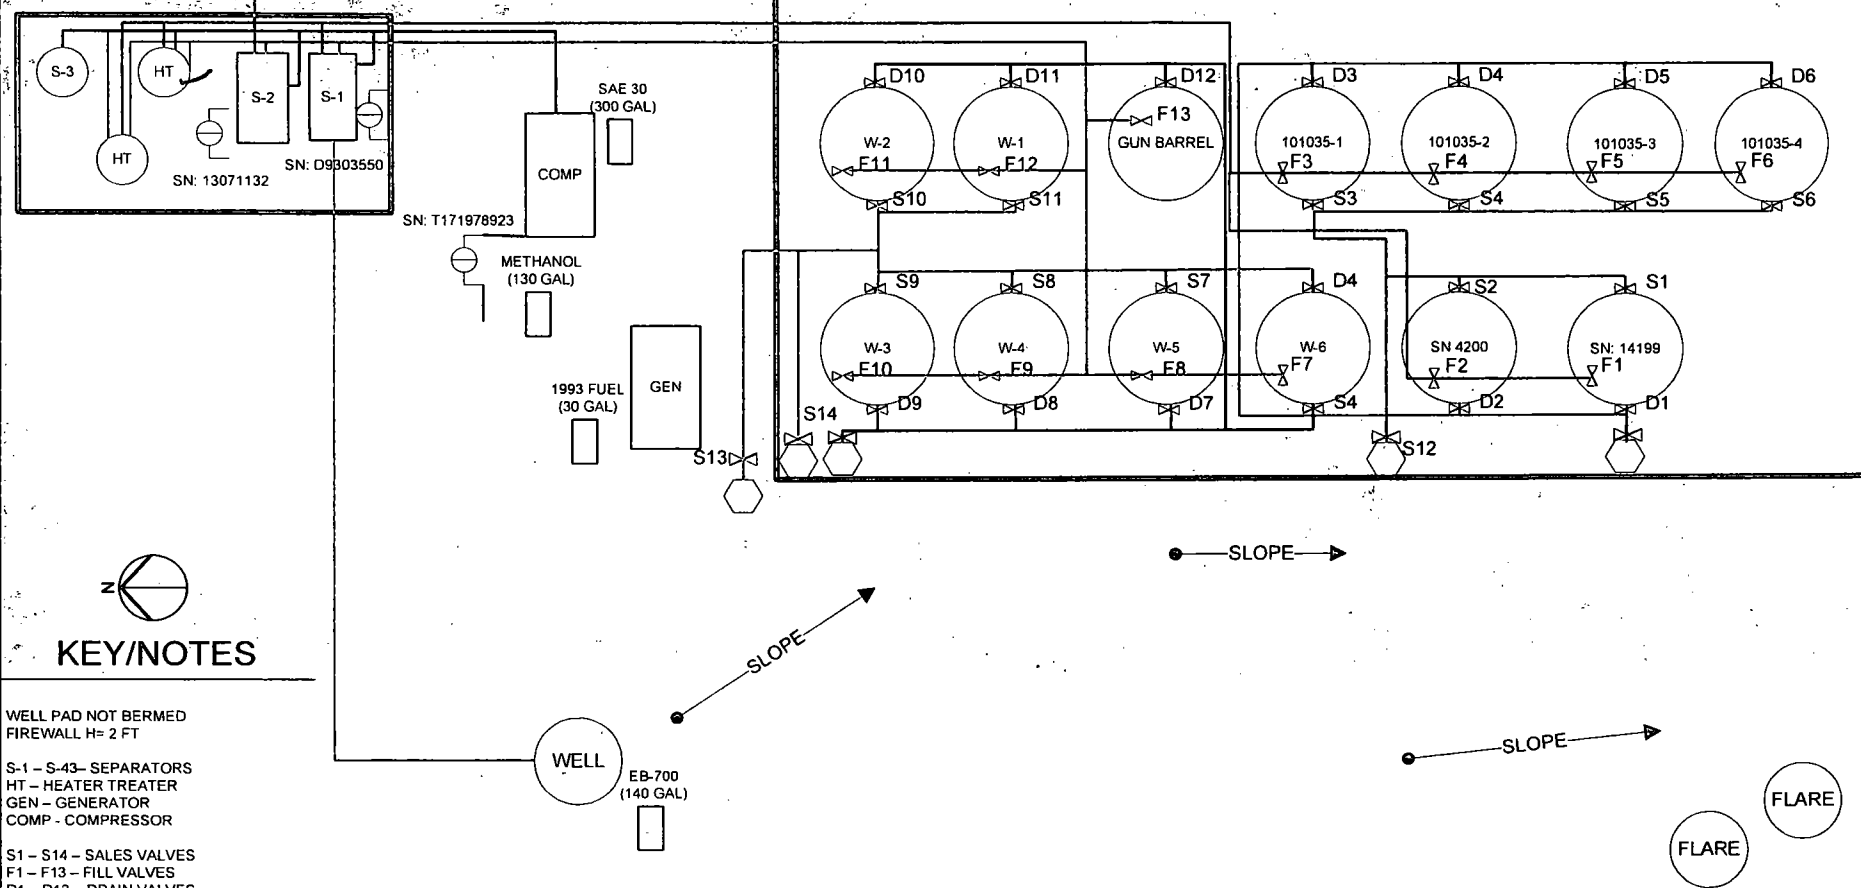 S-3
HT
S-2
S-1
HT
SN: 13071132
SN: D9303550
SAE 30
(300 GAL)
COMP
SN: T171978923
METHANOL
(130 GAL)
1993 FUEL
(30 GAL)
GEN
D10
D11
D12
D3
D4
D5
D6
W-2
W-1
F13
GUN BARREL
101035-1
101035-2
101035-3
101035-4
F11
F12
F3
F4
F5
F6
S10
S11
S3
S4
S5
S6
S9
S8
S7
D4
S2
S1
W-3
W-4
W-5
W-6
SN 4200
SN: 14199
F10
F9
F8
F7
F2
F1
D9
D8
D7
S4
D2
D1
S14
S13
S12
SLOPE
SLOPE
SLOPE
N
KEY/NOTES
WELL PAD NOT BERMED
FIREWALL H= 2 FT
S-1 – S-43– SEPARATORS
HT – HEATER TREATER
GEN – GENERATOR
COMP - COMPRESSOR
S1 – S14 – SALES VALVES
F1 – F13 – FILL VALVES
D1 – D13 – DRAIN VALVES
WELL
EB-700
(140 GAL)
FLARE
FLARE